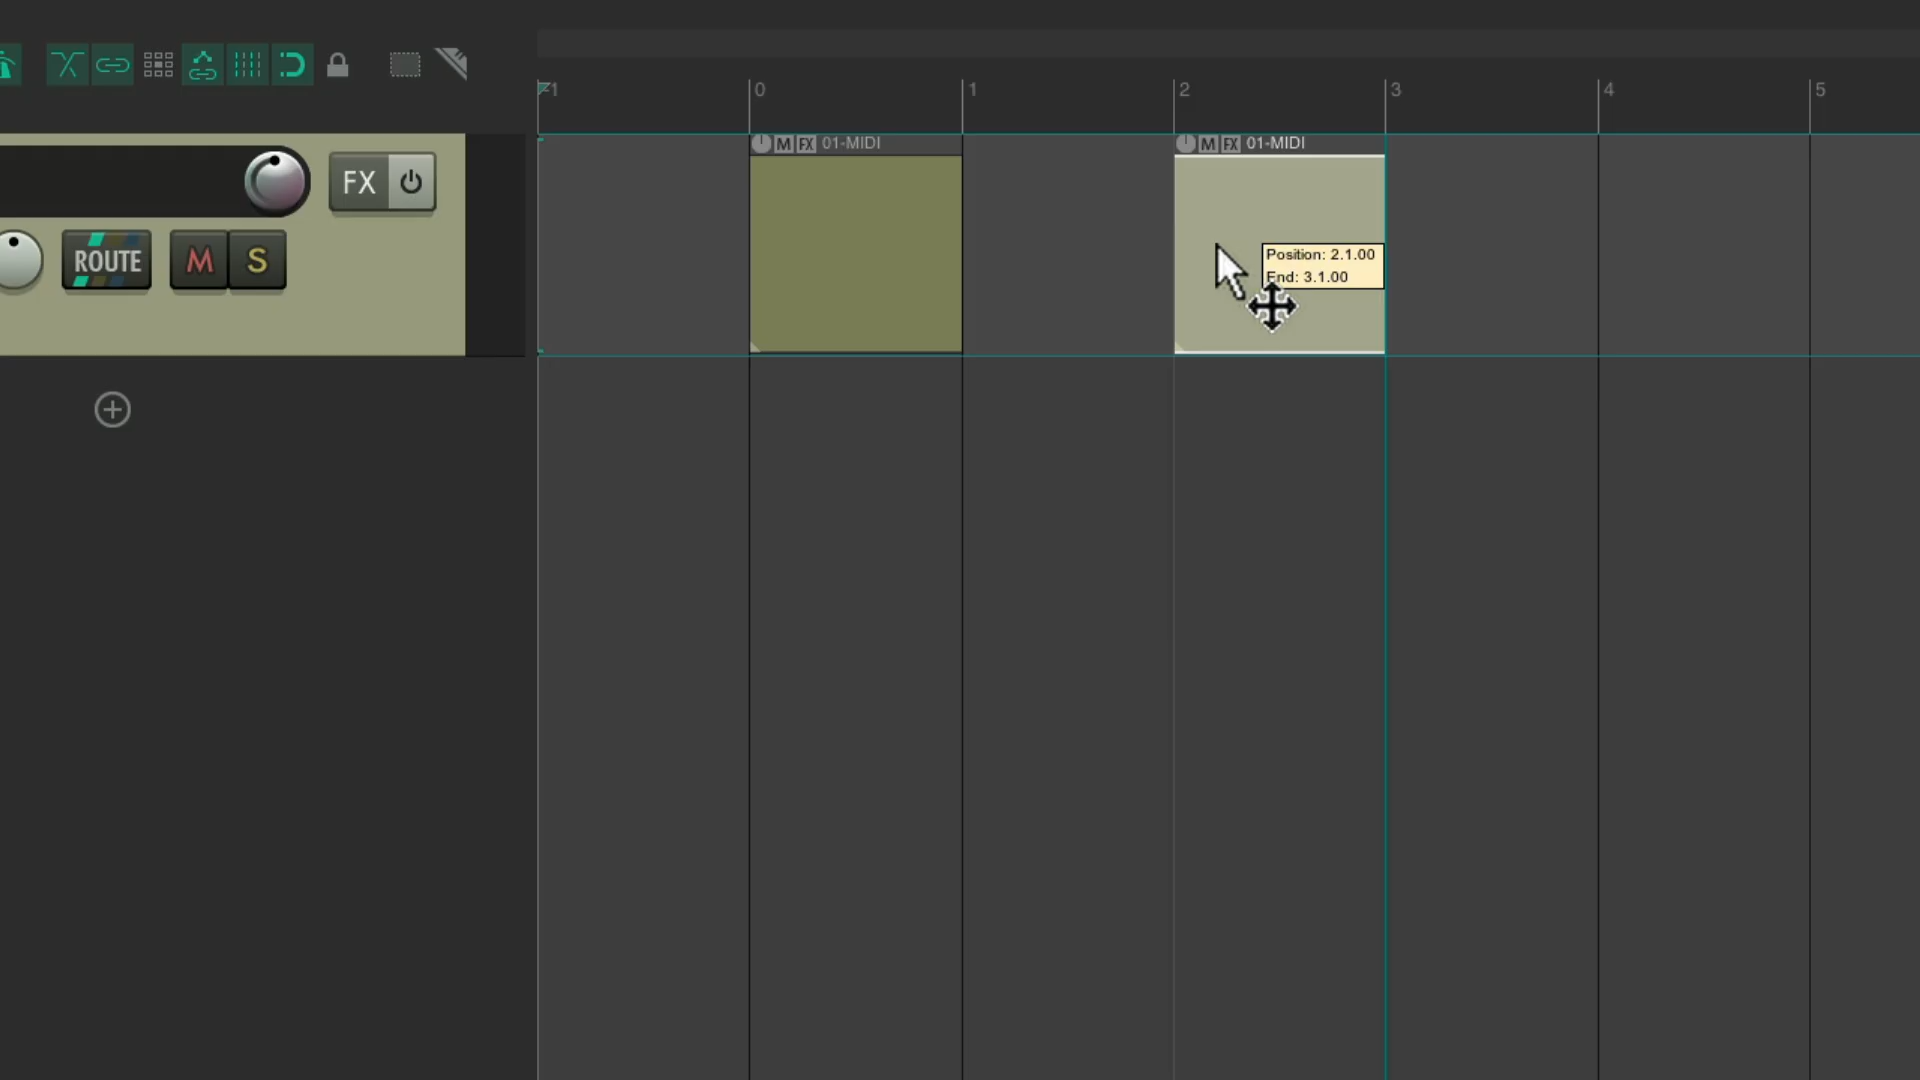 -1 0 1 2 3 4 5
M FX 01-MIDI M FX 01-MIDI
FX
ROUTE M S
Position: 2.1.00
End: 3.1.00